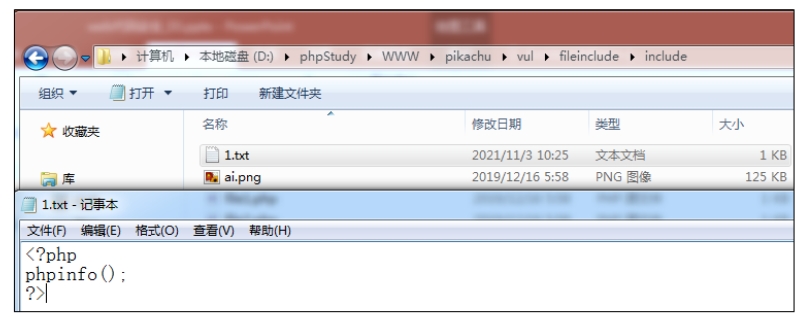 计算机 ▸ 本地磁盘 (D:) ▸ phpStudy ▸ WWW ▸ pikachu ▸ vul ▸ fileinclude ▸ include
组织 打开 打印 新建文件夹
收藏夹 名称 修改日期 类型 大小
1.txt 2021/11/3 10:25 文本文档 1 KB
库 ai.png 2019/12/16 5:58 PNG 图像 125 KB
1.txt - 记事本
文件(F) 编辑(E) 格式(O) 查看(V) 帮助(H)
<?php
phpinfo();
?>